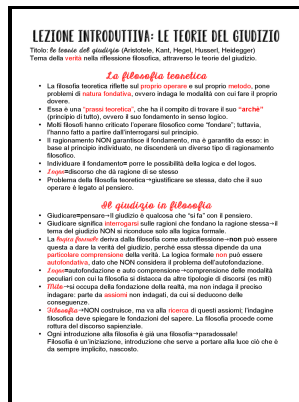 LEZIONE INTRODUTTIVA: LE TEORIE DEL GIUDIZIO
Titolo: le teorie del giudizio (Aristotele, Kant, Hegel, Husserl, Heidegger)
Tema della verità nella riflessione filosofica, attraverso le teorie del giudizio.
La filosofia teoretica
• La filosofia teoretica riflette sul proprio operare e sul proprio metodo, pone
problemi di natura fondativa, ovvero indaga le modalità con cui fare il proprio
dovere.
• Essa è una "prassi teoretica", che ha il compito di trovare il suo "archè"
(principio di tutto), ovvero il suo fondamento in senso logico.
• Molti filosofi hanno criticato l'operare filosofico come "fondare"; tuttavia,
l'hanno fatto a partire dall'interrogarsi sul principio.
• Il ragionamento NON garantisce il fondamento, ma è garantito da esso: in
base al principio individuato, ne discenderà un diverso tipo di ragionamento
filosofico.
• Individuare il fondamento= porre le possibilità della logica e del logos.
• Logos=discorso che dà ragione di se stesso
• Problema della filosofia teoretica→giustificare se stessa, dato che il suo
operare è legato al pensiero.
Il giudizio in filosofia
• Giudicare=pensare→il giudizio è qualcosa che "si fa" con il pensiero.
• Giudicare significa interrogarsi sulle ragioni che fondano la ragione stessa→il
tema del giudizio NON si riconduce solo alla logica formale.
• La logica formale deriva dalla filosofia come autoriflessione→non può essere
questa a dare la verità del giudizio, perché essa stessa dipende da una
particolare comprensione della verità. La logica formale non può essere
autofondativa, dato che NON considera il problema dell'autofondazione.
• Logos=autofondazione e auto comprensione→comprensione delle modalità
peculiari con cui la filosofia si distacca da altre tipologie di discorsi (es miti)
• Mito→si occupa della fondazione della realtà, ma non indaga il preciso
indagare: parte da assiomi non indagati, da cui si deducono delle
conseguenze.
• Filosofia→NON costruisce, ma va alla ricerca di questi assiomi; l'indagine
filosofica deve spiegare le fondazioni del sapere. La filosofia procede come
rottura del discorso sapienziale.
• Ogni introduzione alla filosofia è già una filosofia→paradossale!
Filosofia è un'iniziazione, introduzione che serve a portare alla luce ciò che è
da sempre implicito, nascosto.